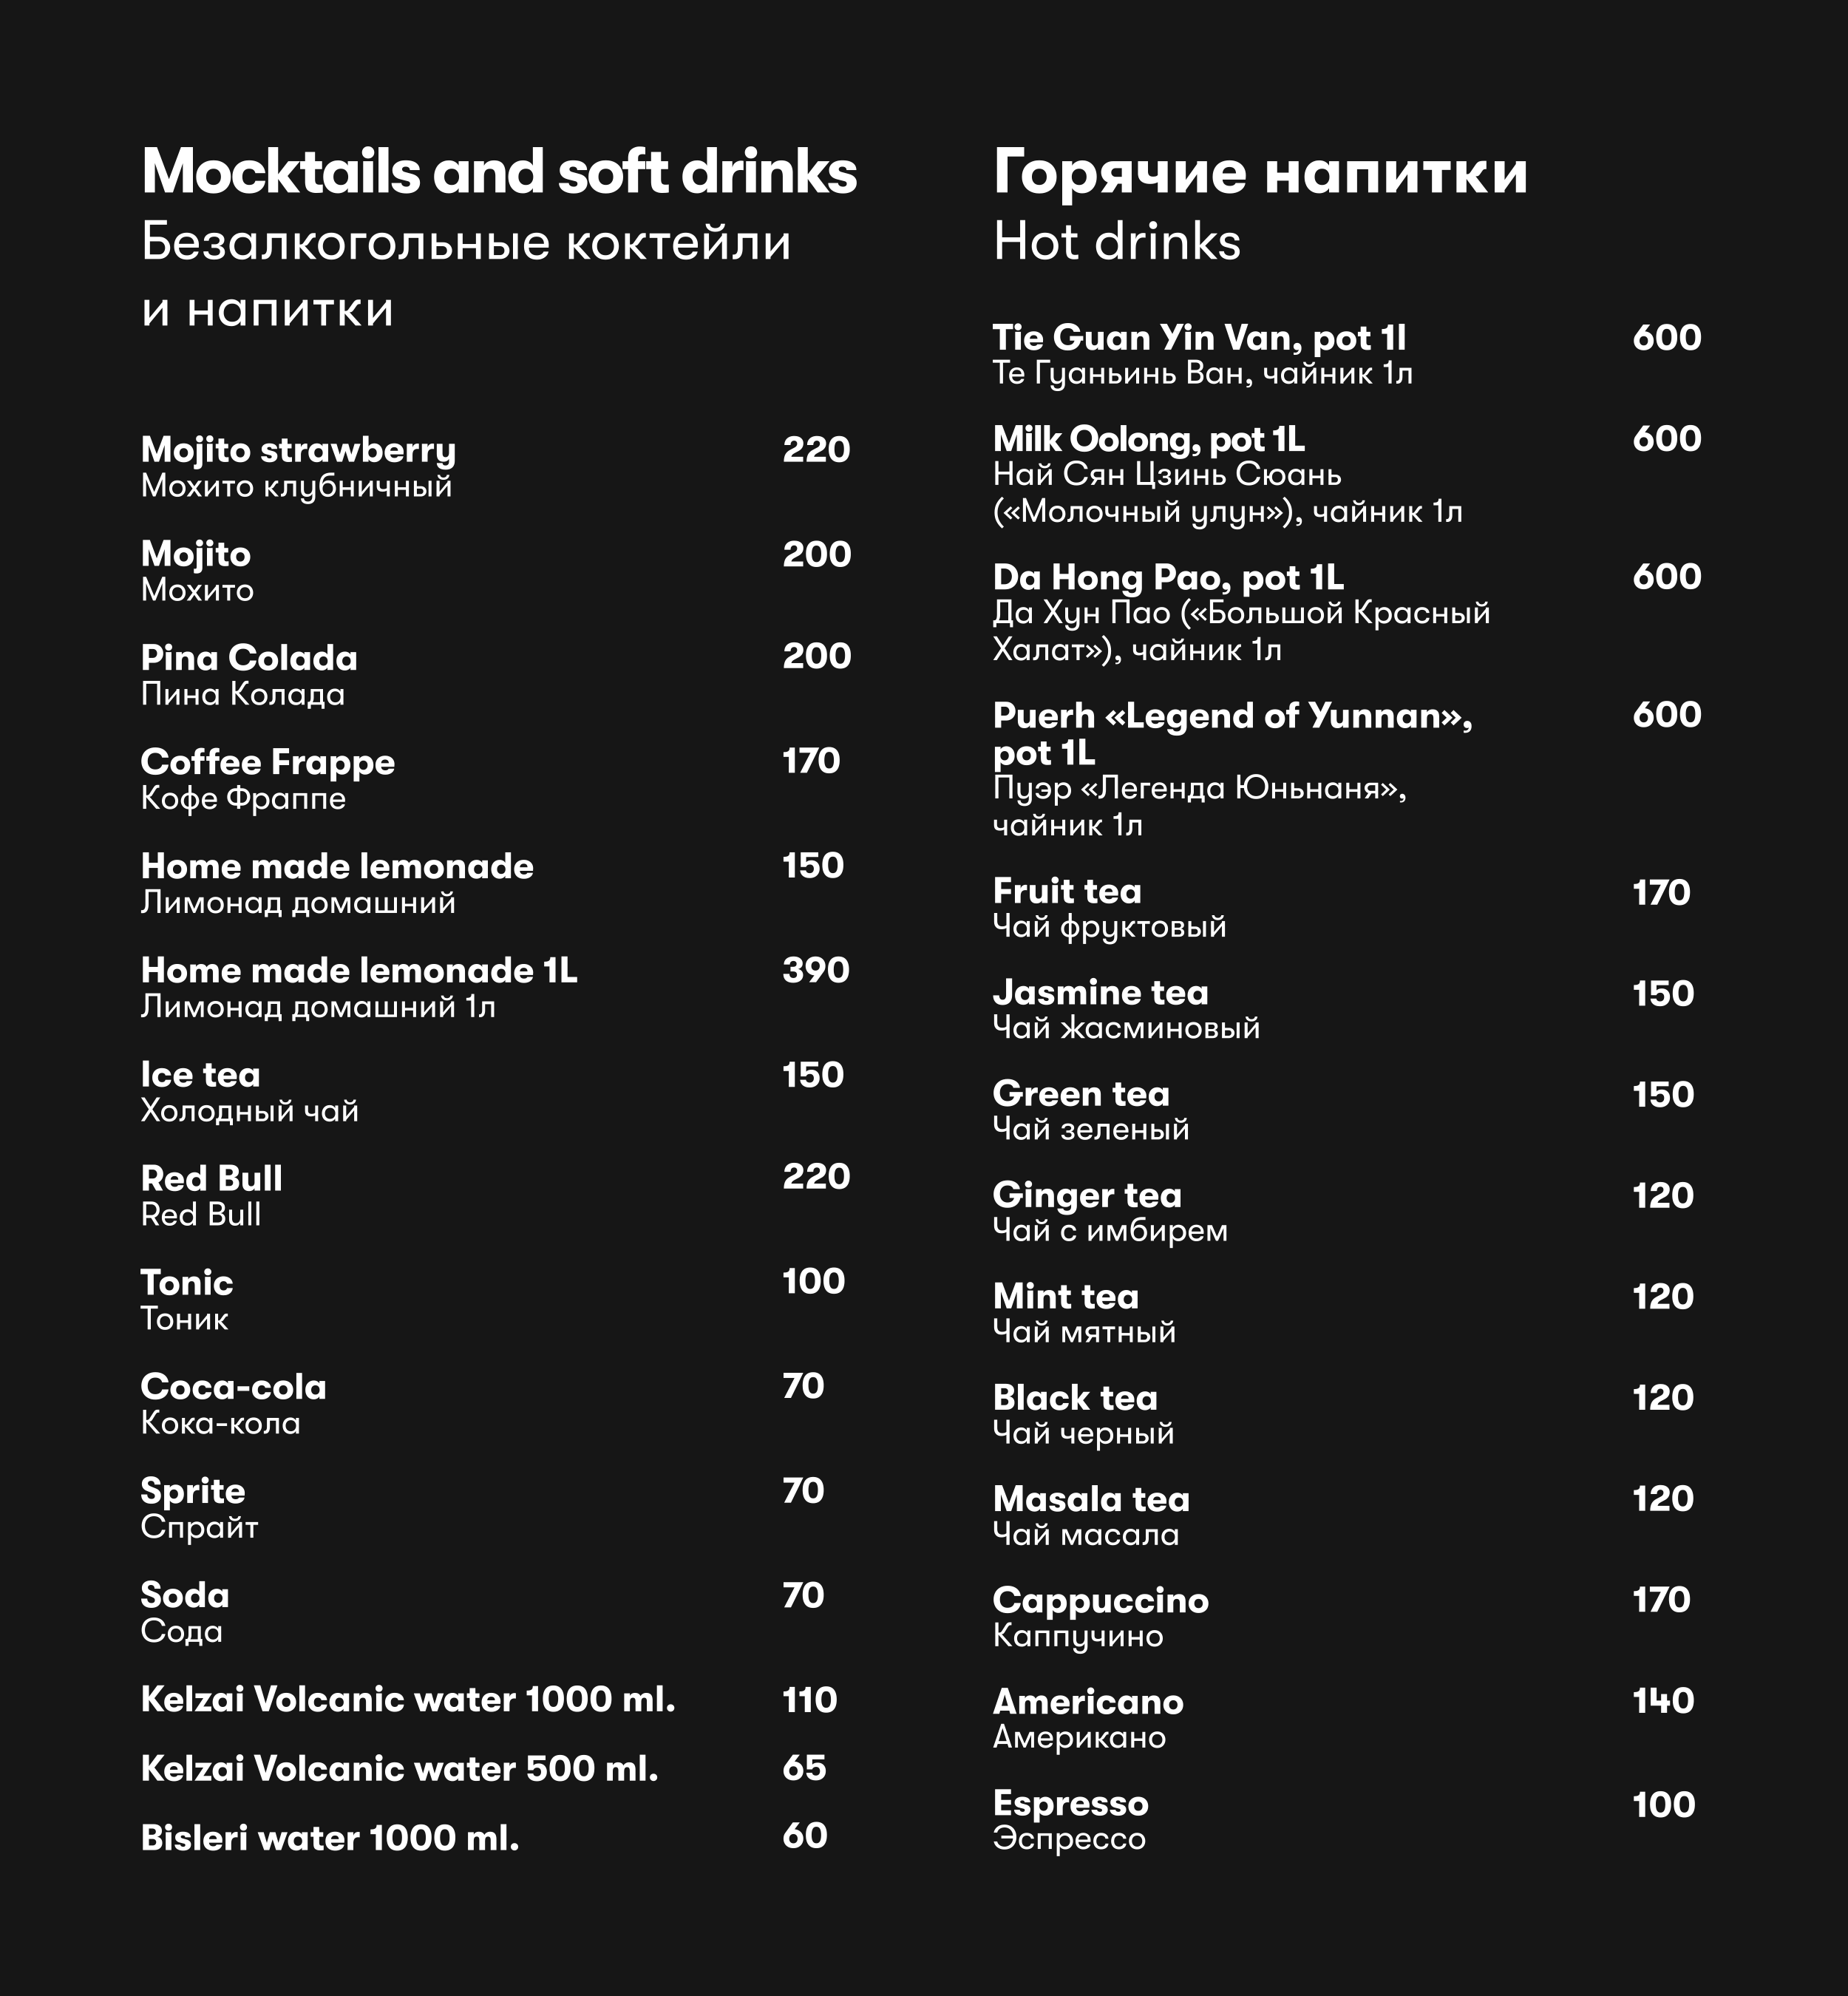 Mocktails and soft drinks
Безалкогольные коктейли
и напитки
Mojito strawberry 220
Мохито клубничный
Mojito 200
Мохито
Pina Colada 200
Пина Колада
Coffee Frappe 170
Кофе Фраппе
Home made lemonade 150
Лимонад домашний
Home made lemonade 1L 390
Лимонад домашний 1л
Ice tea 150
Холодный чай
Red Bull 220
Red Bull
Tonic 100
Тоник
Coca-cola 70
Кока-кола
Sprite 70
Спрайт
Soda 70
Сода
Kelzai Volcanic water 1000 ml. 110
Kelzai Volcanic water 500 ml. 65
Bisleri water 1000 ml. 60
Горячие напитки
Hot drinks
Tie Guan Yin Van, pot 1l 600
Те Гуаньинь Ван, чайник 1л
Milk Oolong, pot 1L 600
Най Сян Цзинь Сюань
(«Молочный улун»), чайник 1л
Da Hong Pao, pot 1L 600
Да Хун Пао («Большой Красный
Халат»), чайник 1л
Puerh «Legend of Yunnan», 600
pot 1L
Пуэр «Легенда Юньнаня»,
чайник 1л
Fruit tea 170
Чай фруктовый
Jasmine tea 150
Чай жасминовый
Green tea 150
Чай зеленый
Ginger tea 120
Чай с имбирем
Mint tea 120
Чай мятный
Black tea 120
Чай черный
Masala tea 120
Чай масала
Cappuccino 170
Каппучино
Americano 140
Американо
Espresso 100
Эспрессо